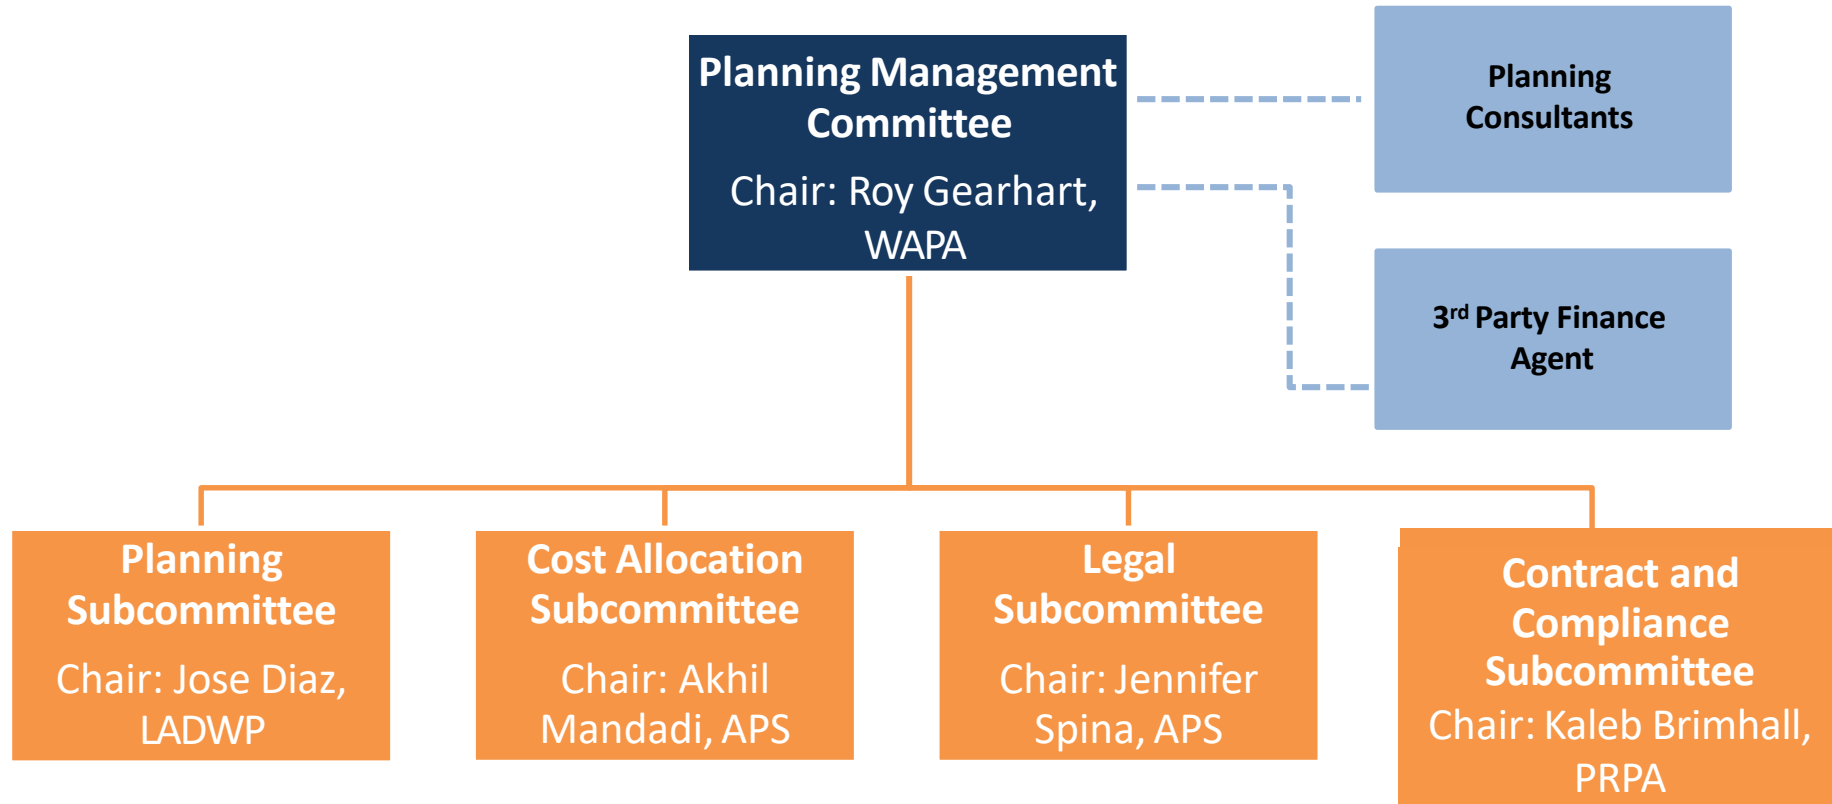 Planning Management
Committee
Chair: Roy Gearhart,
WAPA
Planning
Consultants
3rd Party Finance
Agent
Planning
Subcommittee
Chair: Jose Diaz,
LADWP
Cost Allocation
Subcommittee
Chair: Akhil
Mandadi, APS
Legal
Subcommittee
Chair: Jennifer
Spina, APS
Contract and
Compliance
Subcommittee
Chair: Kaleb Brimhall,
PRPA